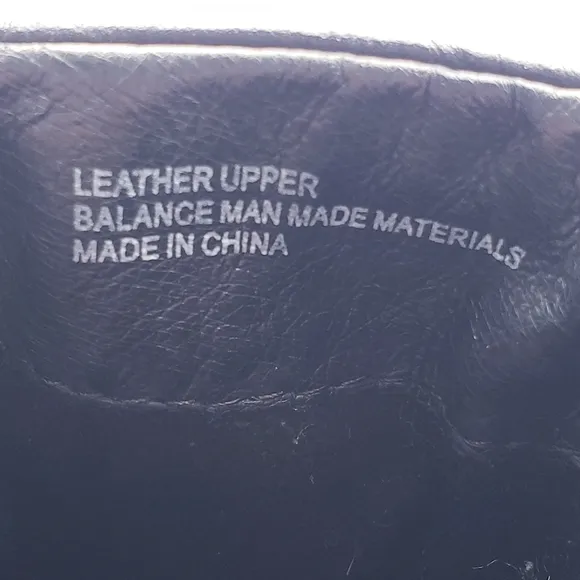 LEATHER UPPER
BALANCE MAN MADE MATERIALS
MADE IN CHINA